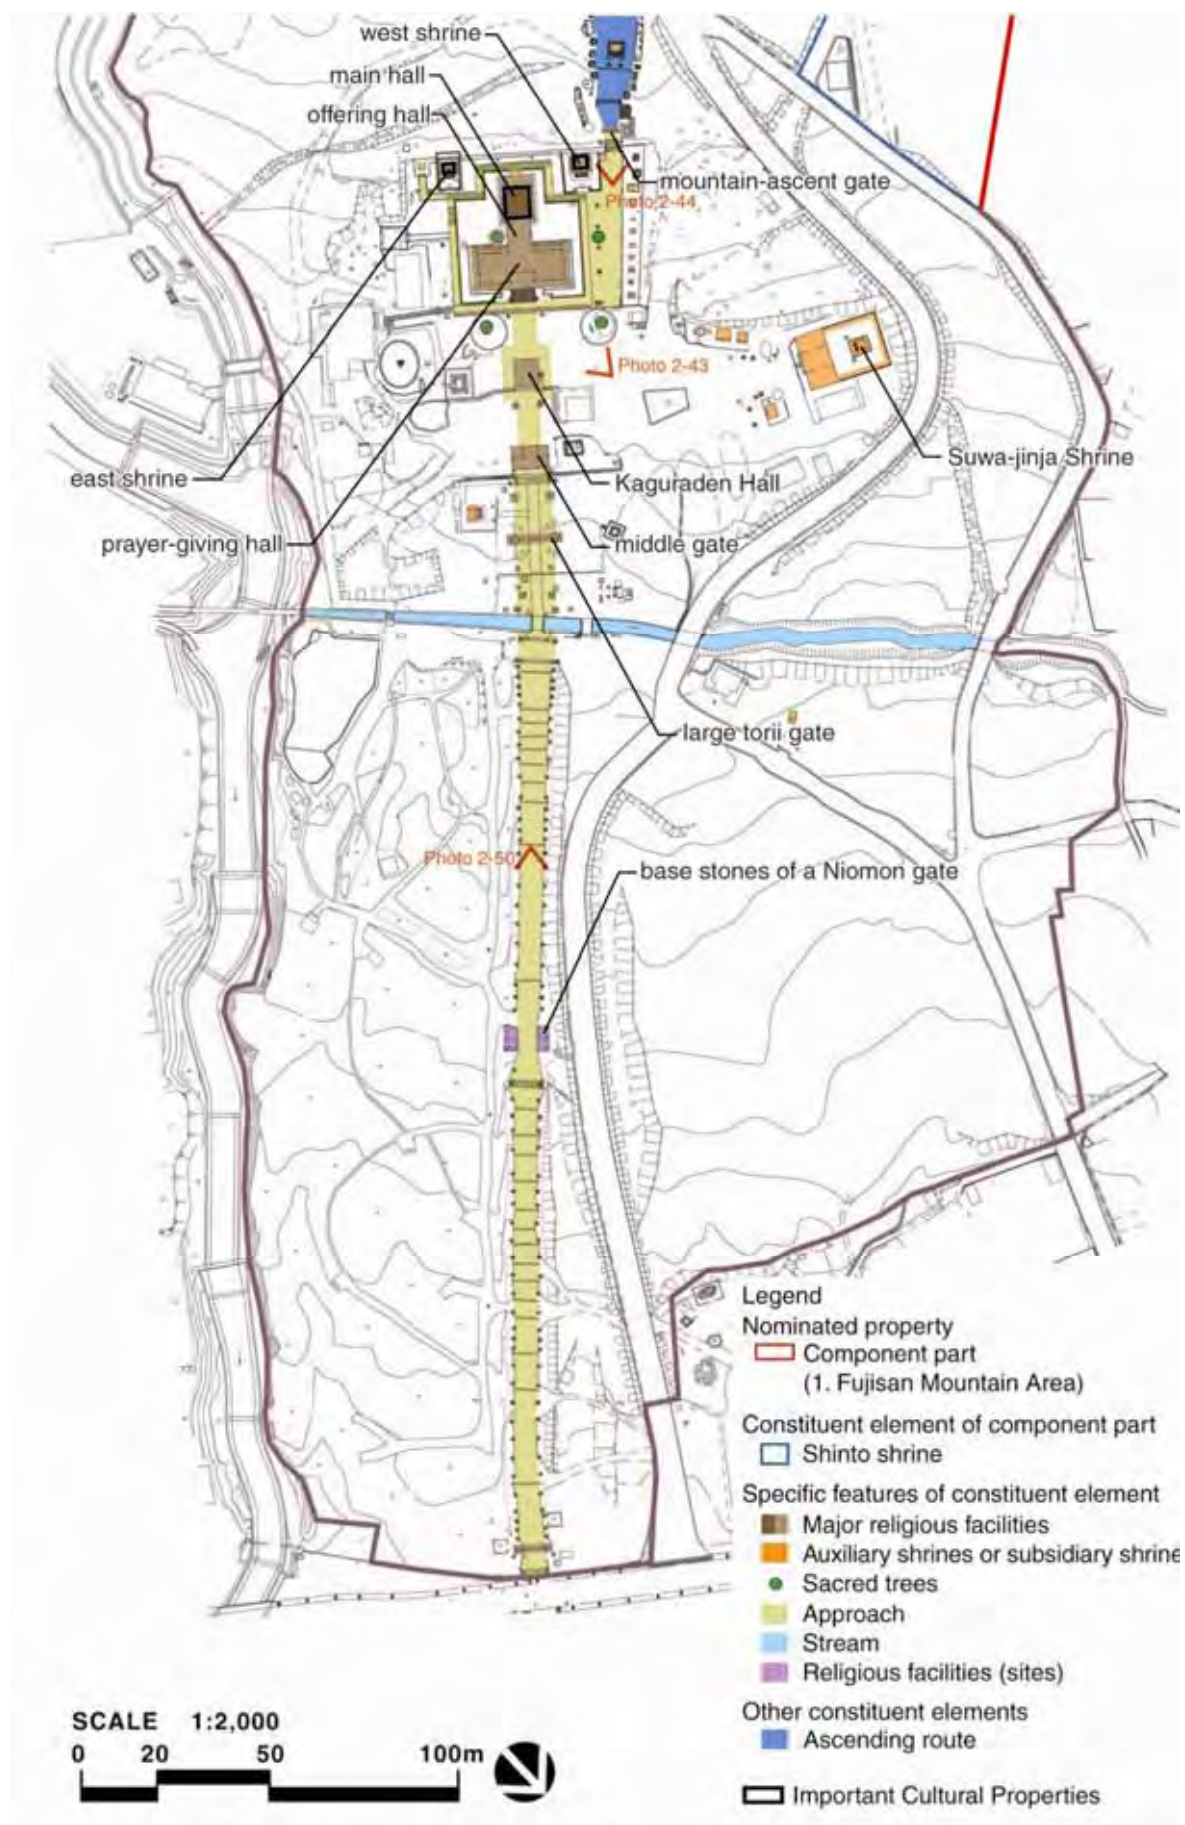 west shrine
main hall
offering hall
mountain-ascent gate
Photo 2-44
Photo 2-43
east shrine
Suwa-jinja Shrine
Kaguraden Hall
prayer-giving hall
middle gate
large torii gate
Photo 2-50
base stones of a Niomon gate
Legend
Nominated property
Component part
(1. Fujisan Mountain Area)
Constituent element of component part
Shinto shrine
Specific features of constituent element
Major religious facilities
Auxiliary shrines or subsidiary shrine
Sacred trees
Approach
Stream
Religious facilities (sites)
Other constituent elements
Ascending route
Important Cultural Properties
SCALE 1:2,000
0 20 50 100m